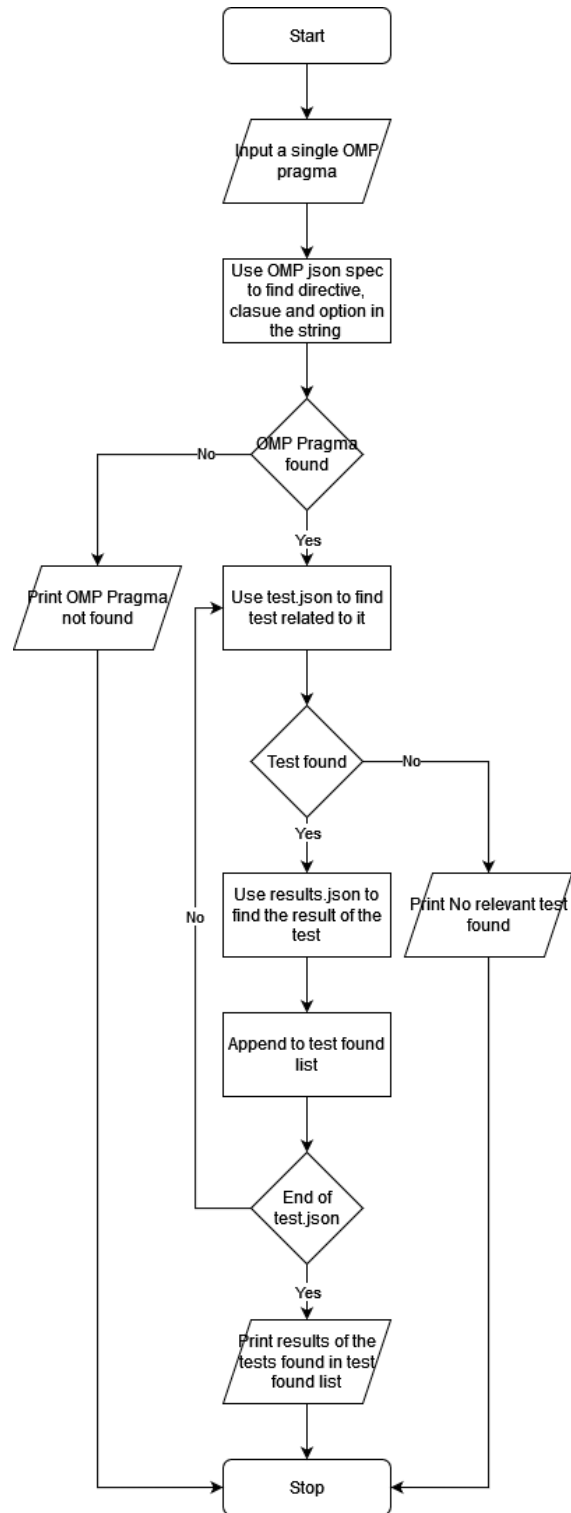 Start
Input a single OMP
pragma
Use OMP json spec
to find directive,
clasue and option in
the string
OMP Pragma
found
No
Yes
Print OMP Pragma
not found
Use test.json to find
test related to it
Test found
No
Yes
Use results.json to
find the result of the
test
Print No relevant test
found
No
Append to test found
list
End of
test.json
Yes
Print results of the
tests found in test
found list
Stop